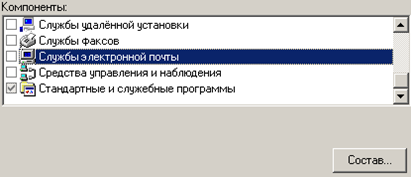 Компоненты:
Службы удалённой установки
Службы факсов
Службы электронной почты
Средства управления и наблюдения
Стандартные и служебные программы
Состав...